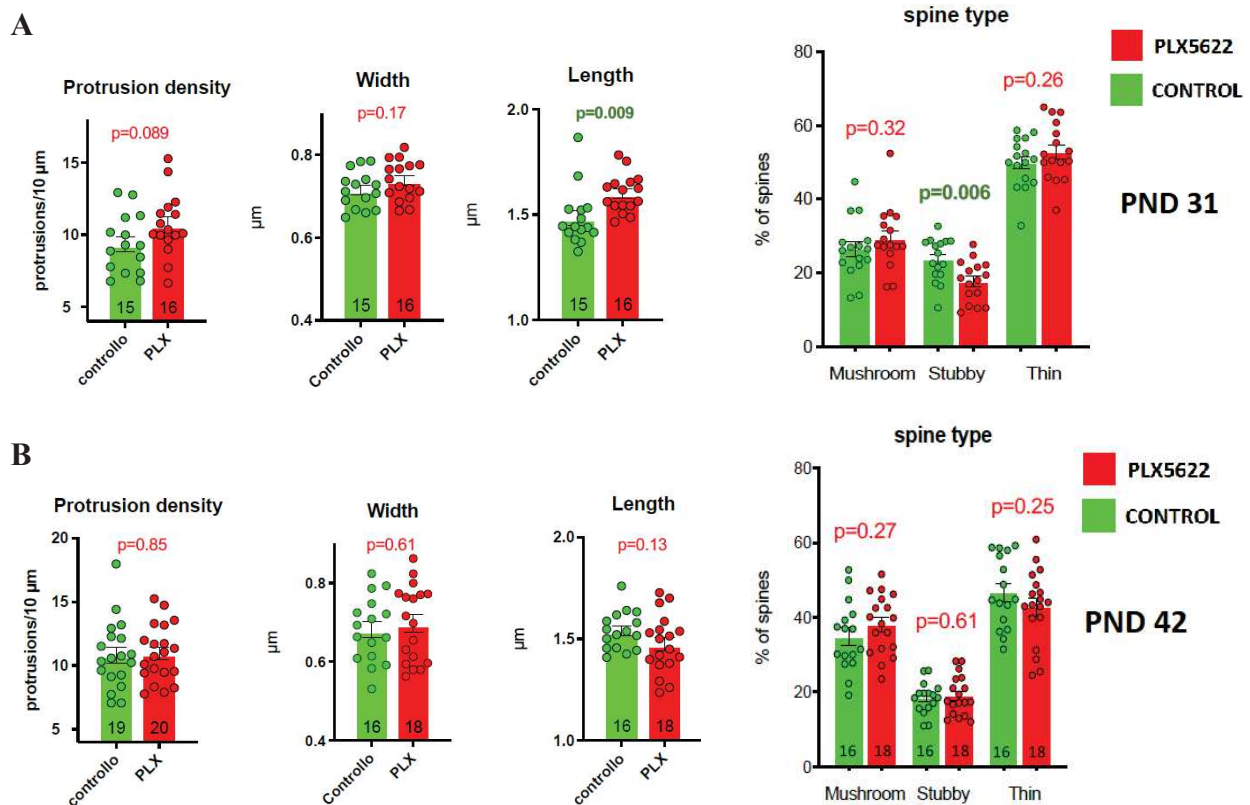 A
Protrusion density
p=0.089
protrusions/10 µm
15
10
5
15
16
controllo
PLX
Width
p=0.17
µm
0.8
0.6
0.4
15
16
Controllo
PLX
Length
p=0.009
µm
2.0
1.5
1.0
15
16
controllo
PLX
spine type
% of spines
80
60
40
20
0
p=0.32
p=0.006
p=0.26
Mushroom
Stubby
Thin
PLX5622
CONTROL
PND 31
B
Protrusion density
p=0.85
protrusions/10 µm
20
15
10
5
19
20
controllo
PLX
Width
p=0.61
µm
0.8
0.6
0.4
16
18
controllo
PLX
Length
p=0.13
µm
2.0
1.5
1.0
16
18
controllo
PLX
spine type
% of spines
80
60
40
20
0
p=0.27
p=0.61
p=0.25
16
18
16
18
16
18
Mushroom
Stubby
Thin
PLX5622
CONTROL
PND 42